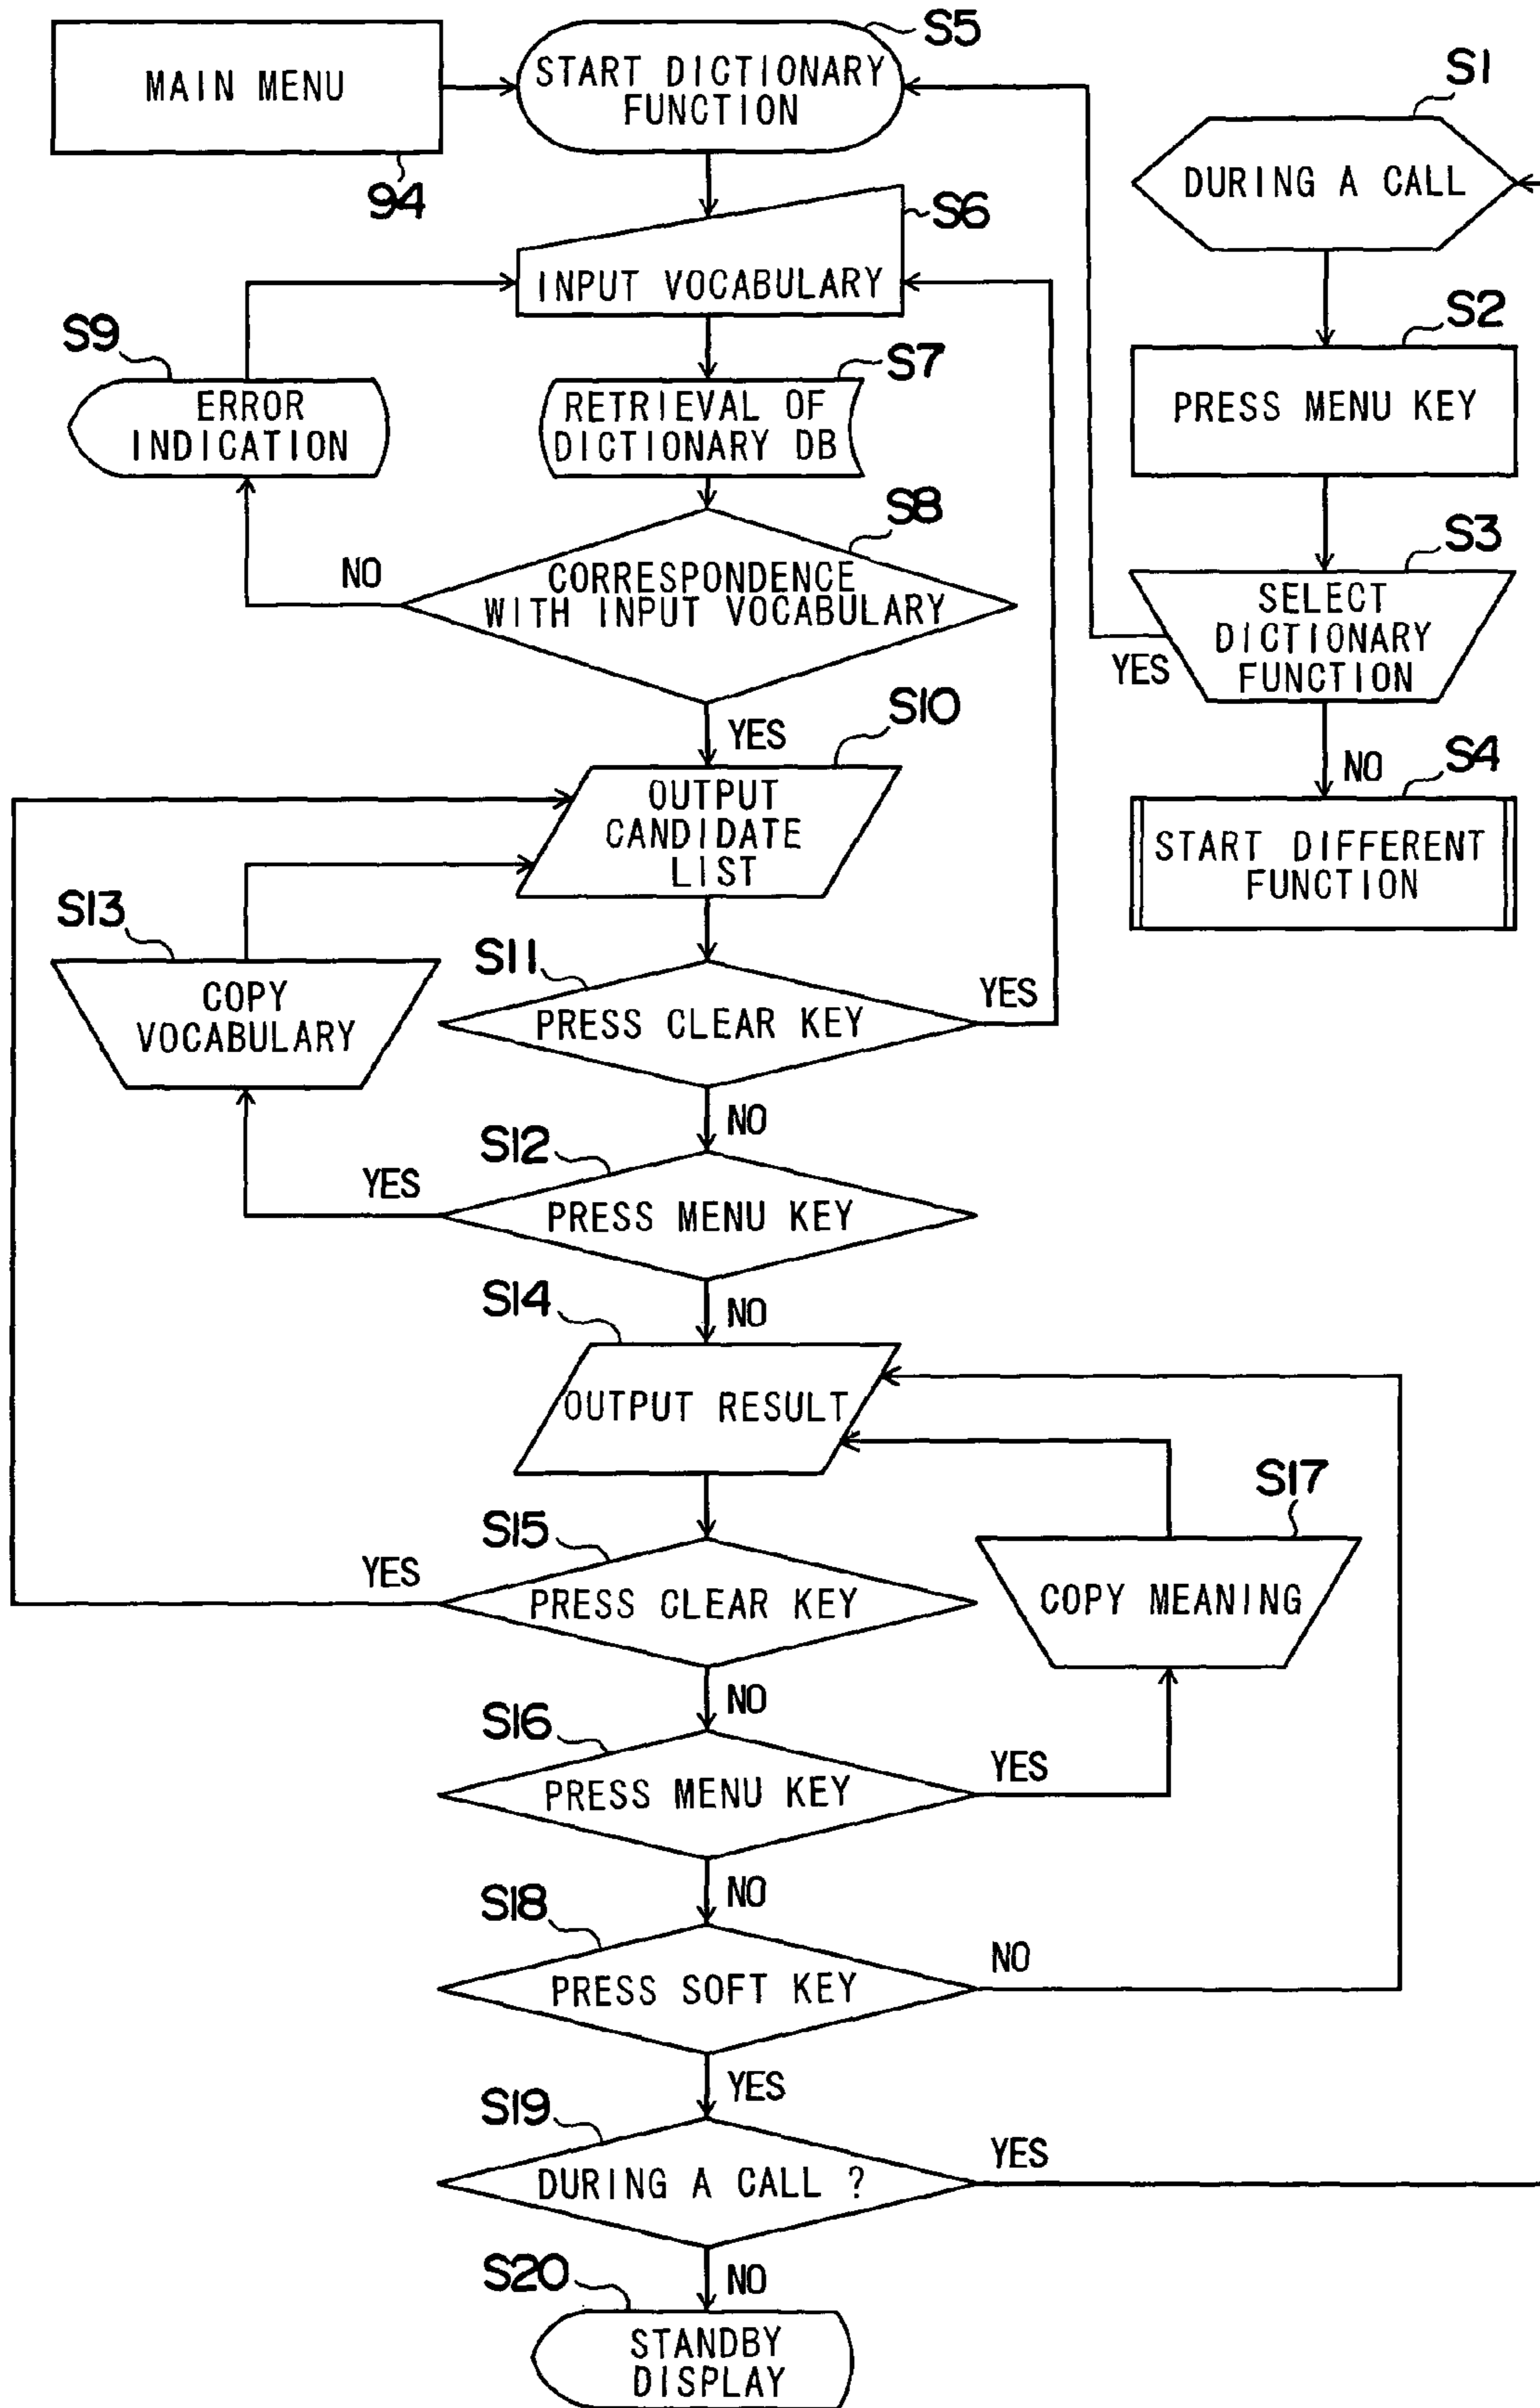 S5
MAIN MENU
START DICTIONARY
FUNCTION
94
S1
DURING A CALL
S6
INPUT VOCABULARY
S2
PRESS MENU KEY
S9
ERROR
INDICATION
S7
RETRIEVAL OF
DICTIONARY DB
S8
NO
CORRESPONDENCE
WITH INPUT VOCABULARY
YES
S3
SELECT
DICTIONARY
FUNCTION
YES
NO
S4
START DIFFERENT
FUNCTION
S10
OUTPUT
CANDIDATE
LIST
S13
COPY
VOCABULARY
S11
PRESS CLEAR KEY
YES
NO
S12
YES
PRESS MENU KEY
NO
S14
OUTPUT RESULT
S17
COPY MEANING
S15
YES
PRESS CLEAR KEY
NO
S16
PRESS MENU KEY
YES
NO
S18
PRESS SOFT KEY
NO
YES
S19
DURING A CALL ?
YES
NO
S20
STANDBY
DISPLAY